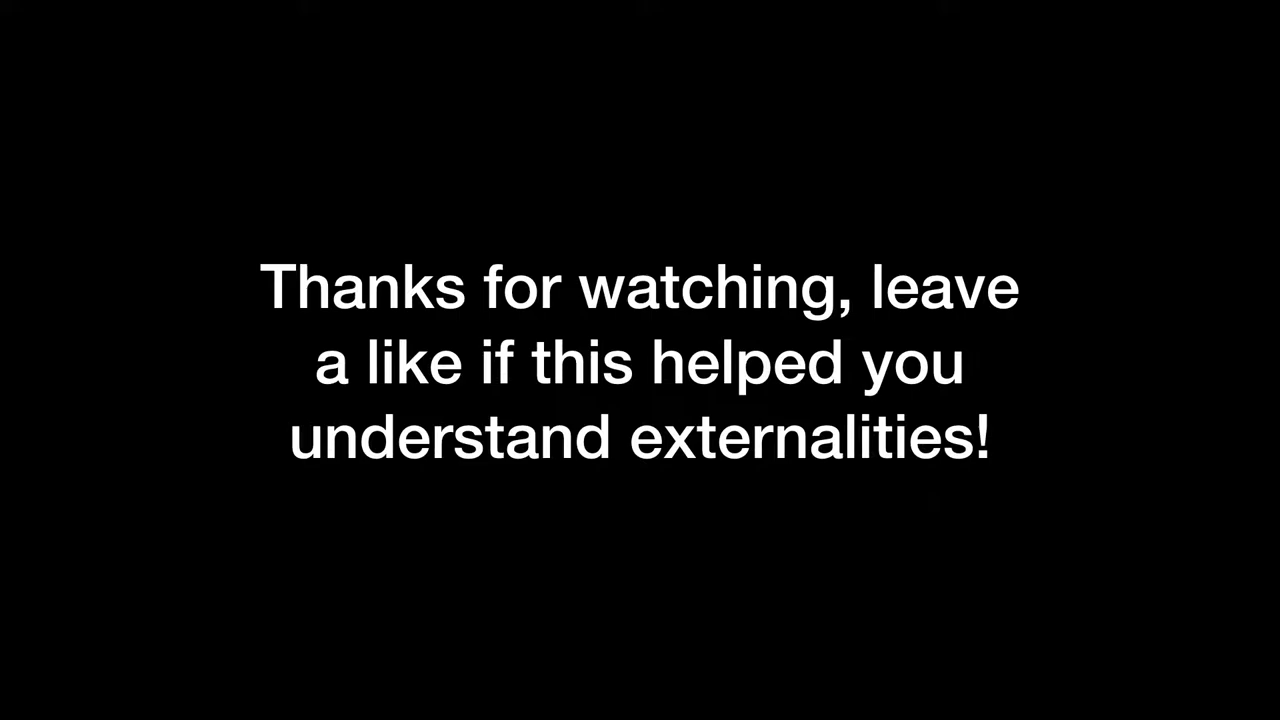 Thanks for watching, leave
a like if this helped you
understand externalities!